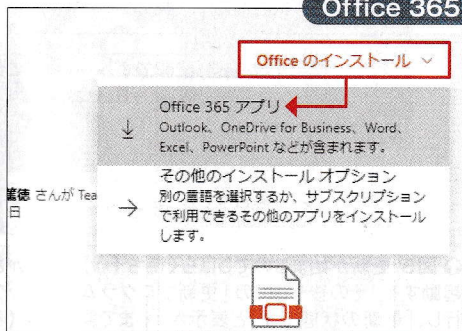 Office 365
Office のインストール
Office 365 アプリ
Outlook、OneDrive for Business、Word、
Excel、PowerPoint などが含まれます。
その他のインストール オプション
別の言語を選択するか、サブスクリプション
で利用できるその他のアプリをインストール
します。
篤徳 さんが Tea
日